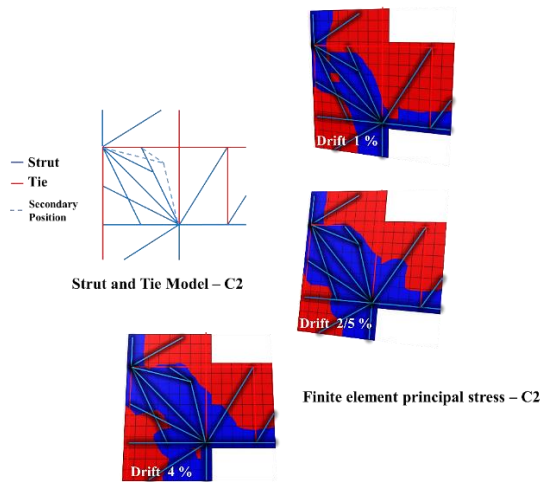 Drift 1 %
Strut
Tie
Secondary
Position
Strut and Tie Model – C2
Drift 2/5 %
Finite element principal stress – C2
Drift 4 %